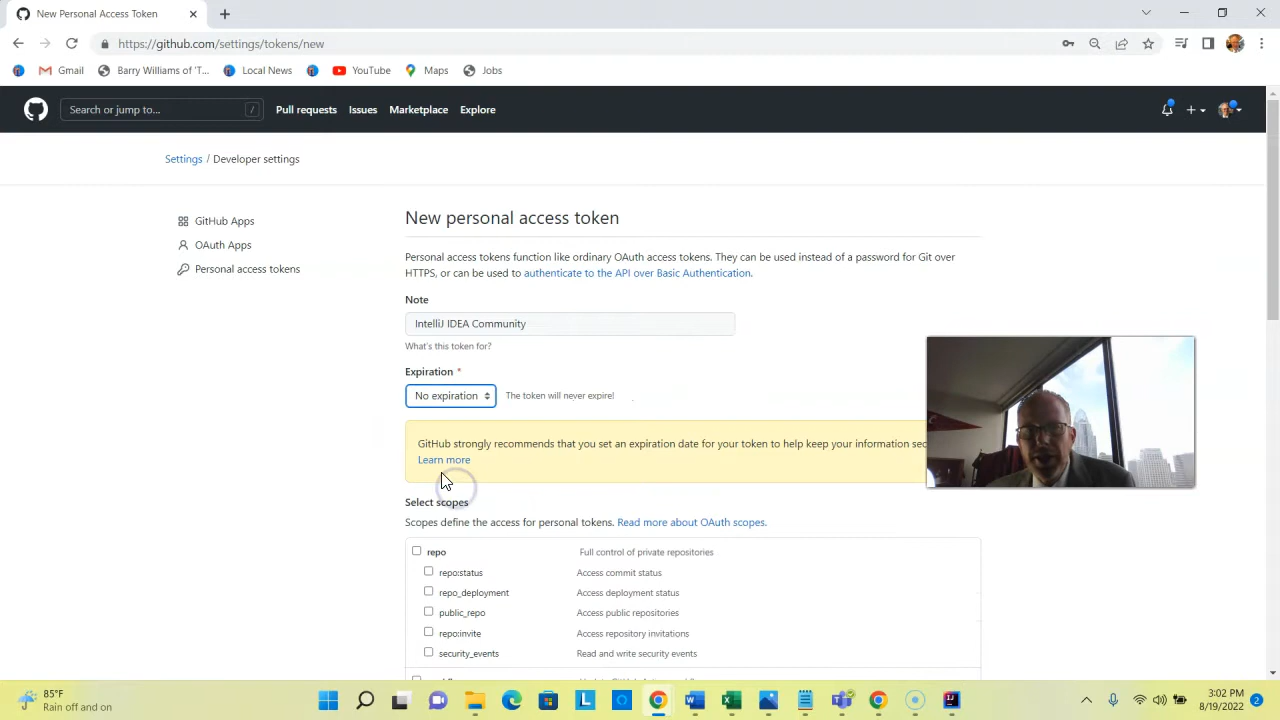 New Personal Access Token
https://github.com/settings/tokens/new
Gmail
Barry Williams of 'T...
Local News
YouTube
Maps
Jobs
Search or jump to...
/
Pull requests
Issues
Marketplace
Explore
Settings / Developer settings
GitHub Apps
OAuth Apps
Personal access tokens
New personal access token
Personal access tokens function like ordinary OAuth access tokens. They can be used instead of a password for Git over
HTTPS, or can be used to authenticate to the API over Basic Authentication.
Note
IntelliJ IDEA Community
What's this token for?
Expiration *
No expiration
The token will never expire!
GitHub strongly recommends that you set an expiration date for your token to help keep your information sec
Learn more
Select scopes
Scopes define the access for personal tokens. Read more about OAuth scopes.
repo Full control of private repositories
repo:status Access commit status
repo_deployment Access deployment status
public_repo Access public repositories
repo:invite Access repository invitations
security_events Read and write security events
85°F
Rain off and on
3:02 PM
8/19/2022
2